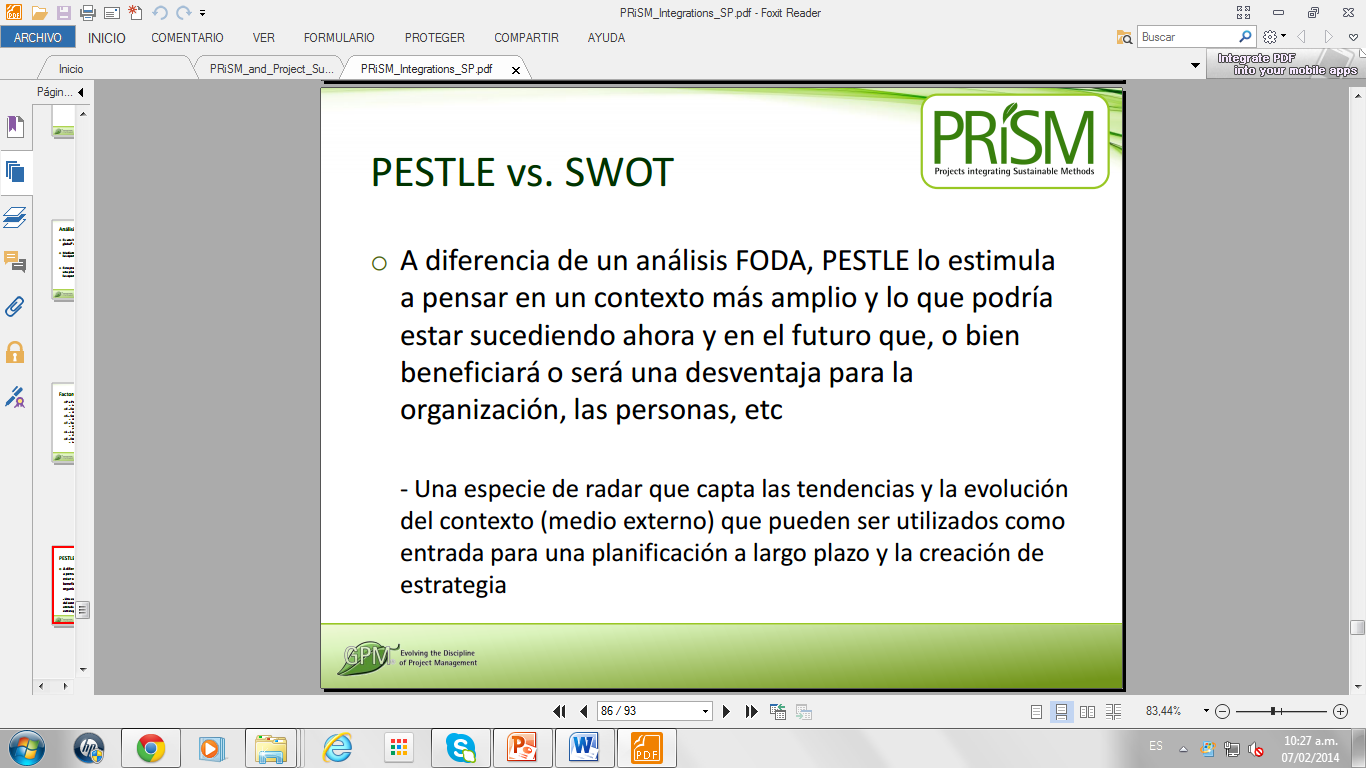 PRiSM_Integrations_SP.pdf - Foxit Reader
ARCHIVO INICIO COMENTARIO VER FORMULARIO PROTEGER COMPARTIR AYUDA
Buscar
Inicio PRiSM_and_Project_Su... PRiSM_Integrations_SP.pdf
Integrate PDF
into your mobile apps
Págin...
PRiSM
Projects integrating Sustainable Methods
PESTLE vs. SWOT
A diferencia de un análisis FODA, PESTLE lo estimula
a pensar en un contexto más amplio y lo que podría
estar sucediendo ahora y en el futuro que, o bien
beneficiará o será una desventaja para la
organización, las personas, etc
- Una especie de radar que capta las tendencias y la evolución
del contexto (medio externo) que pueden ser utilizados como
entrada para una planificación a largo plazo y la creación de
estrategia
GPM
Evolving the Discipline
of Project Management
86 / 93
83,44%
ES
10:27 a.m.
07/02/2014